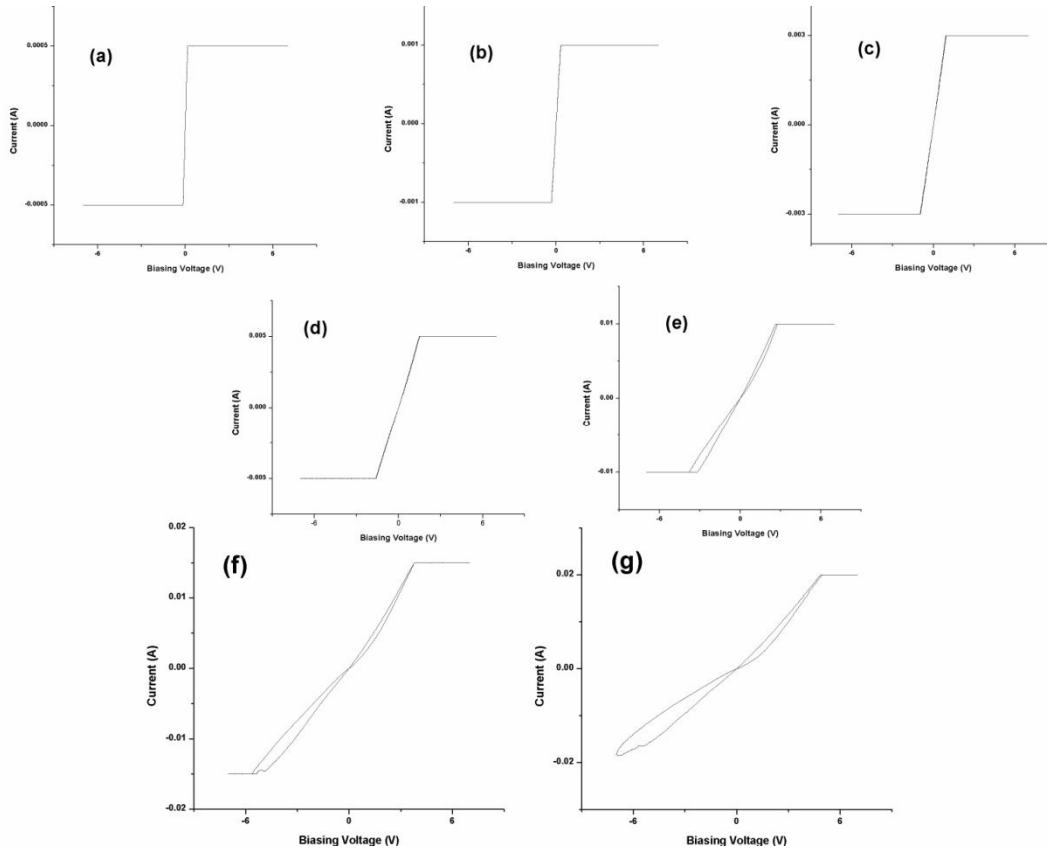 (a)
Current (A)
0.0005
0.0000
-0.0005
-6
0
6
Biasing Voltage (V)
(b)
Current (A)
0.001
0.000
-0.001
-6
0
6
Biasing Voltage (V)
(c)
Current (A)
0.003
0.000
-0.003
-6
0
6
Biasing Voltage (V)
(d)
Current (A)
0.005
0.000
-0.005
-6
0
6
Biasing Voltage (V)
(e)
Current (A)
0.01
0.00
-0.01
-6
0
6
Biasing Voltage (V)
(f)
Current (A)
0.02
0.01
0.00
-0.01
-0.02
-6
0
6
Biasing Voltage (V)
(g)
Current (A)
0.02
0.00
-0.02
-6
0
6
Biasing Voltage (V)